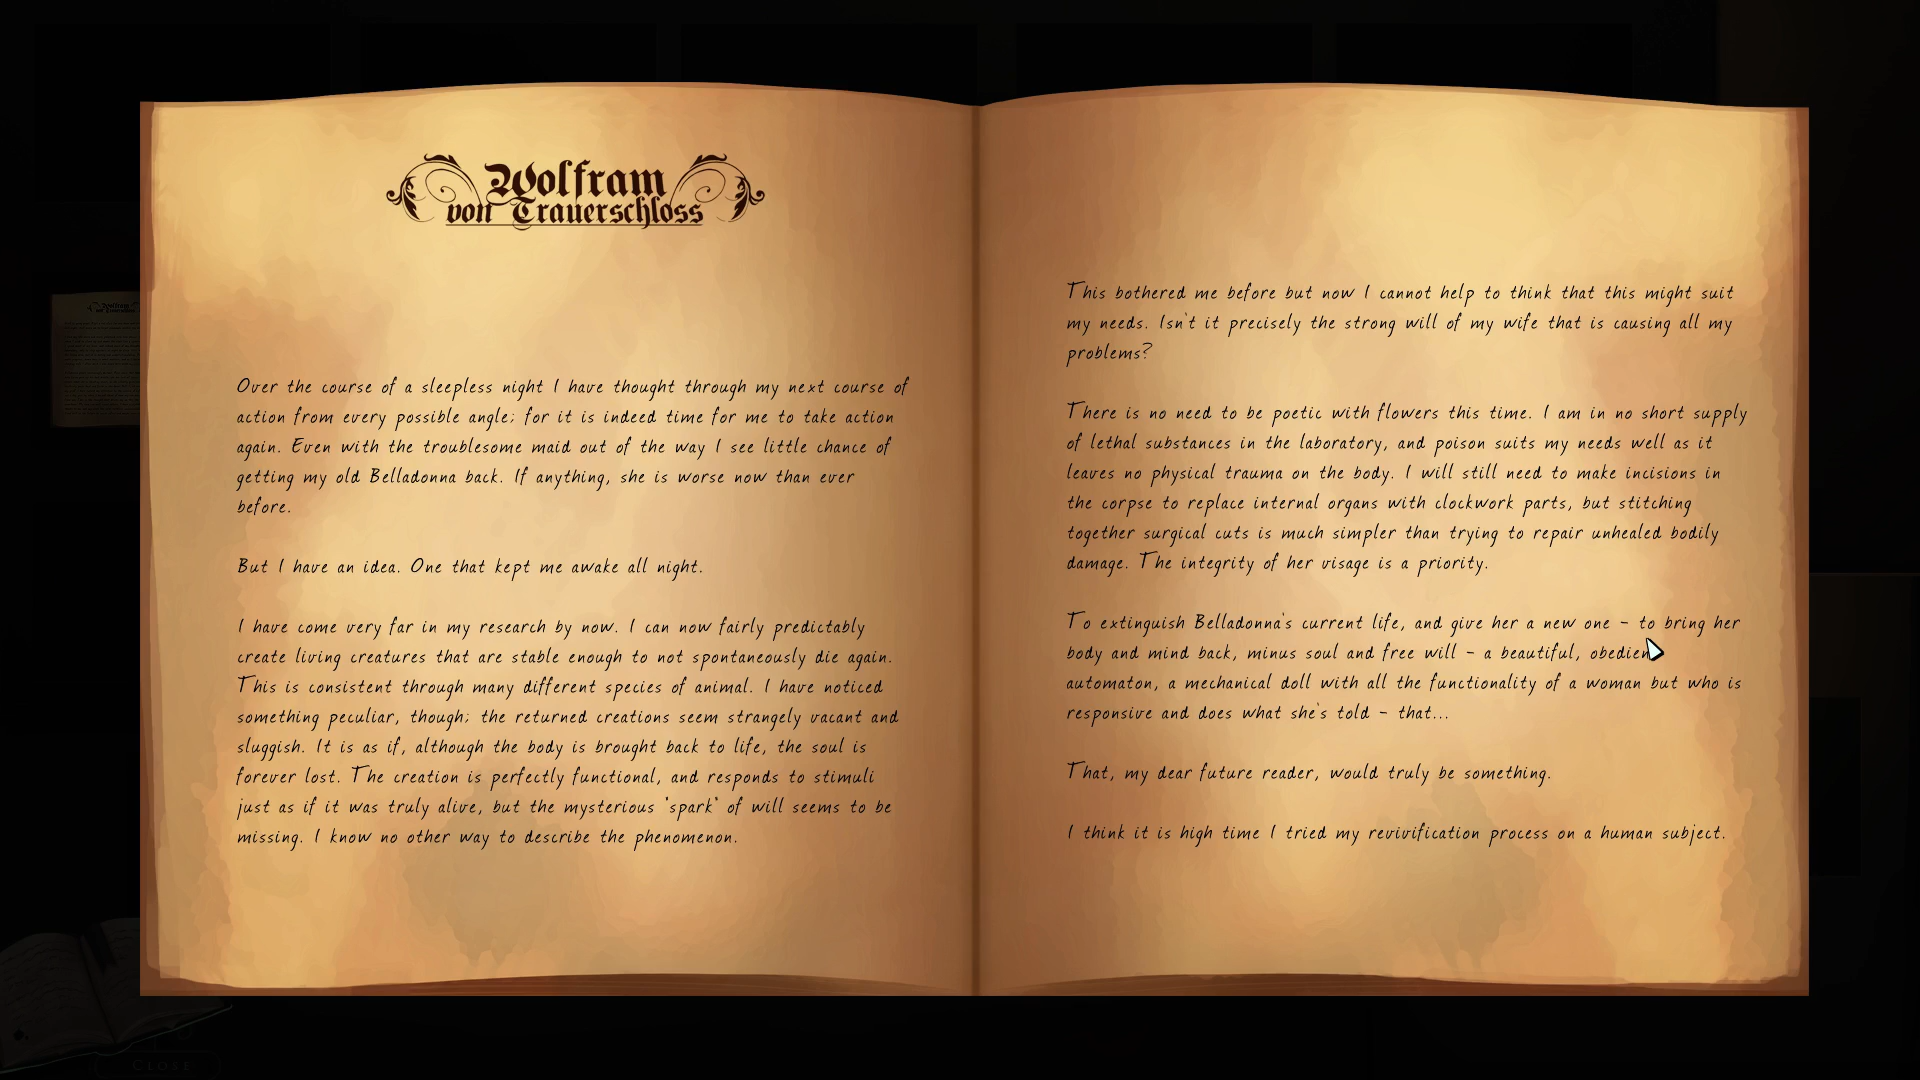 Wolfram
von Trauerschloss
Over the course of a sleepless night I have thought through my next course of
action from every possible angle; for it is indeed time for me to take action
again. Even with the troublesome maid out of the way I see little chance of
getting my old Belladonna back. If anything, she is worse now than ever
before.
But I have an idea. One that kept me awake all night.
I have come very far in my research by now. I can now fairly predictably
create living creatures that are stable enough to not spontaneously die again.
This is consistent through many different species of animal. I have noticed
something peculiar, though; the returned creations seem strangely vacant and
sluggish. It is as if, although the body is brought back to life, the soul is
forever lost. The creation is perfectly functional, and responds to stimuli
just as if it was truly alive, but the mysterious "spark" of will seems to be
missing. I know no other way to describe the phenomenon.
This bothered me before but now I cannot help to think that this might suit
my needs. Isn't it precisely the strong will of my wife that is causing all my
problems?
There is no need to be poetic with flowers this time. I am in no short supply
of lethal substances in the laboratory, and poison suits my needs well as it
leaves no physical trauma on the body. I will still need to make incisions in
the corpse to replace internal organs with clockwork parts, but stitching
together surgical cuts is much simpler than trying to repair unhealed bodily
damage. The integrity of her visage is a priority.
To extinguish Belladonna's current life, and give her a new one - to bring her
body and mind back, minus soul and free will - a beautiful, obedien
automaton, a mechanical doll with all the functionality of a woman but who is
responsive and does what she's told - that...
That, my dear future reader, would truly be something.
I think it is high time I tried my revivification process on a human subject.
CLOSE